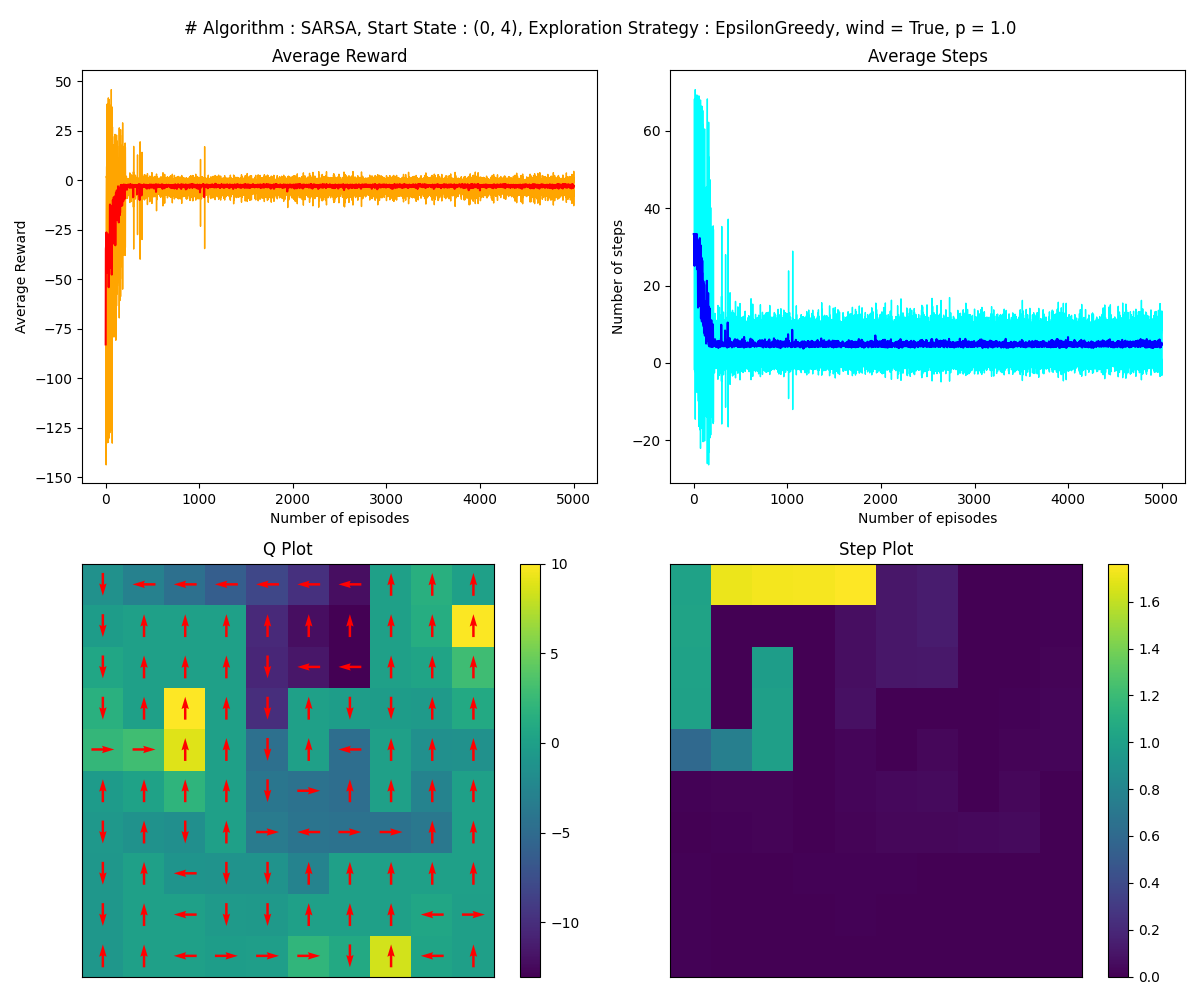 # Algorithm : SARSA, Start State : (0, 4), Exploration Strategy : EpsilonGreedy, wind = True, p = 1.0
Average Reward
50
25
0
−25
−50
−75
−100
−125
−150
Average Reward
0 1000 2000 3000 4000 5000
Number of episodes
Average Steps
60
40
20
0
−20
Number of steps
0 1000 2000 3000 4000 5000
Number of episodes
Q Plot
10
5
0
−5
−10
Step Plot
1.6
1.4
1.2
1.0
0.8
0.6
0.4
0.2
0.0